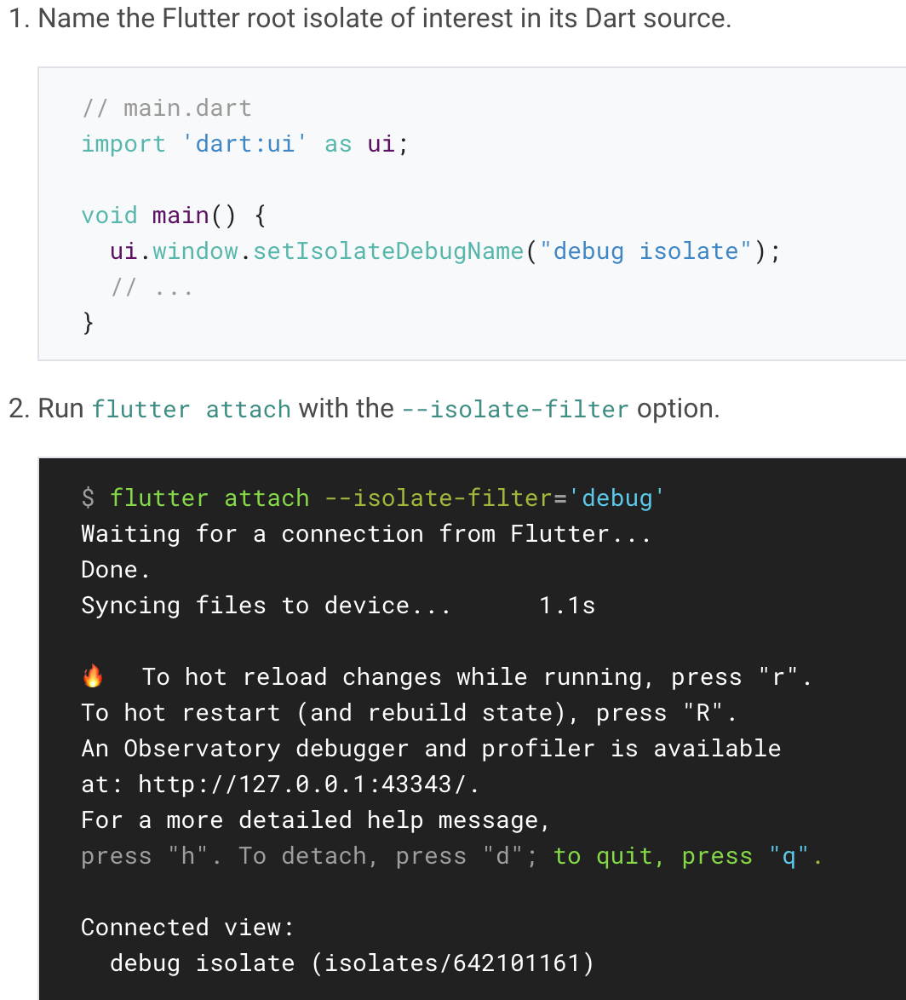 1. Name the Flutter root isolate of interest in its Dart source.
// main.dart
import 'dart:ui' as ui;
void main() {
ui.window.setIsolateDebugName("debug isolate");
// ...
}
2. Run flutter attach with the --isolate-filter option.
$ flutter attach --isolate-filter='debug'
Waiting for a connection from Flutter...
Done.
Syncing files to device...      1.1s
🔥   To hot reload changes while running, press "r".
To hot restart (and rebuild state), press "R".
An Observatory debugger and profiler is available
at: http://127.0.0.1:43343/.
For a more detailed help message,
press "h". To detach, press "d"; to quit, press "q".
Connected view:
debug isolate (isolates/642101161)